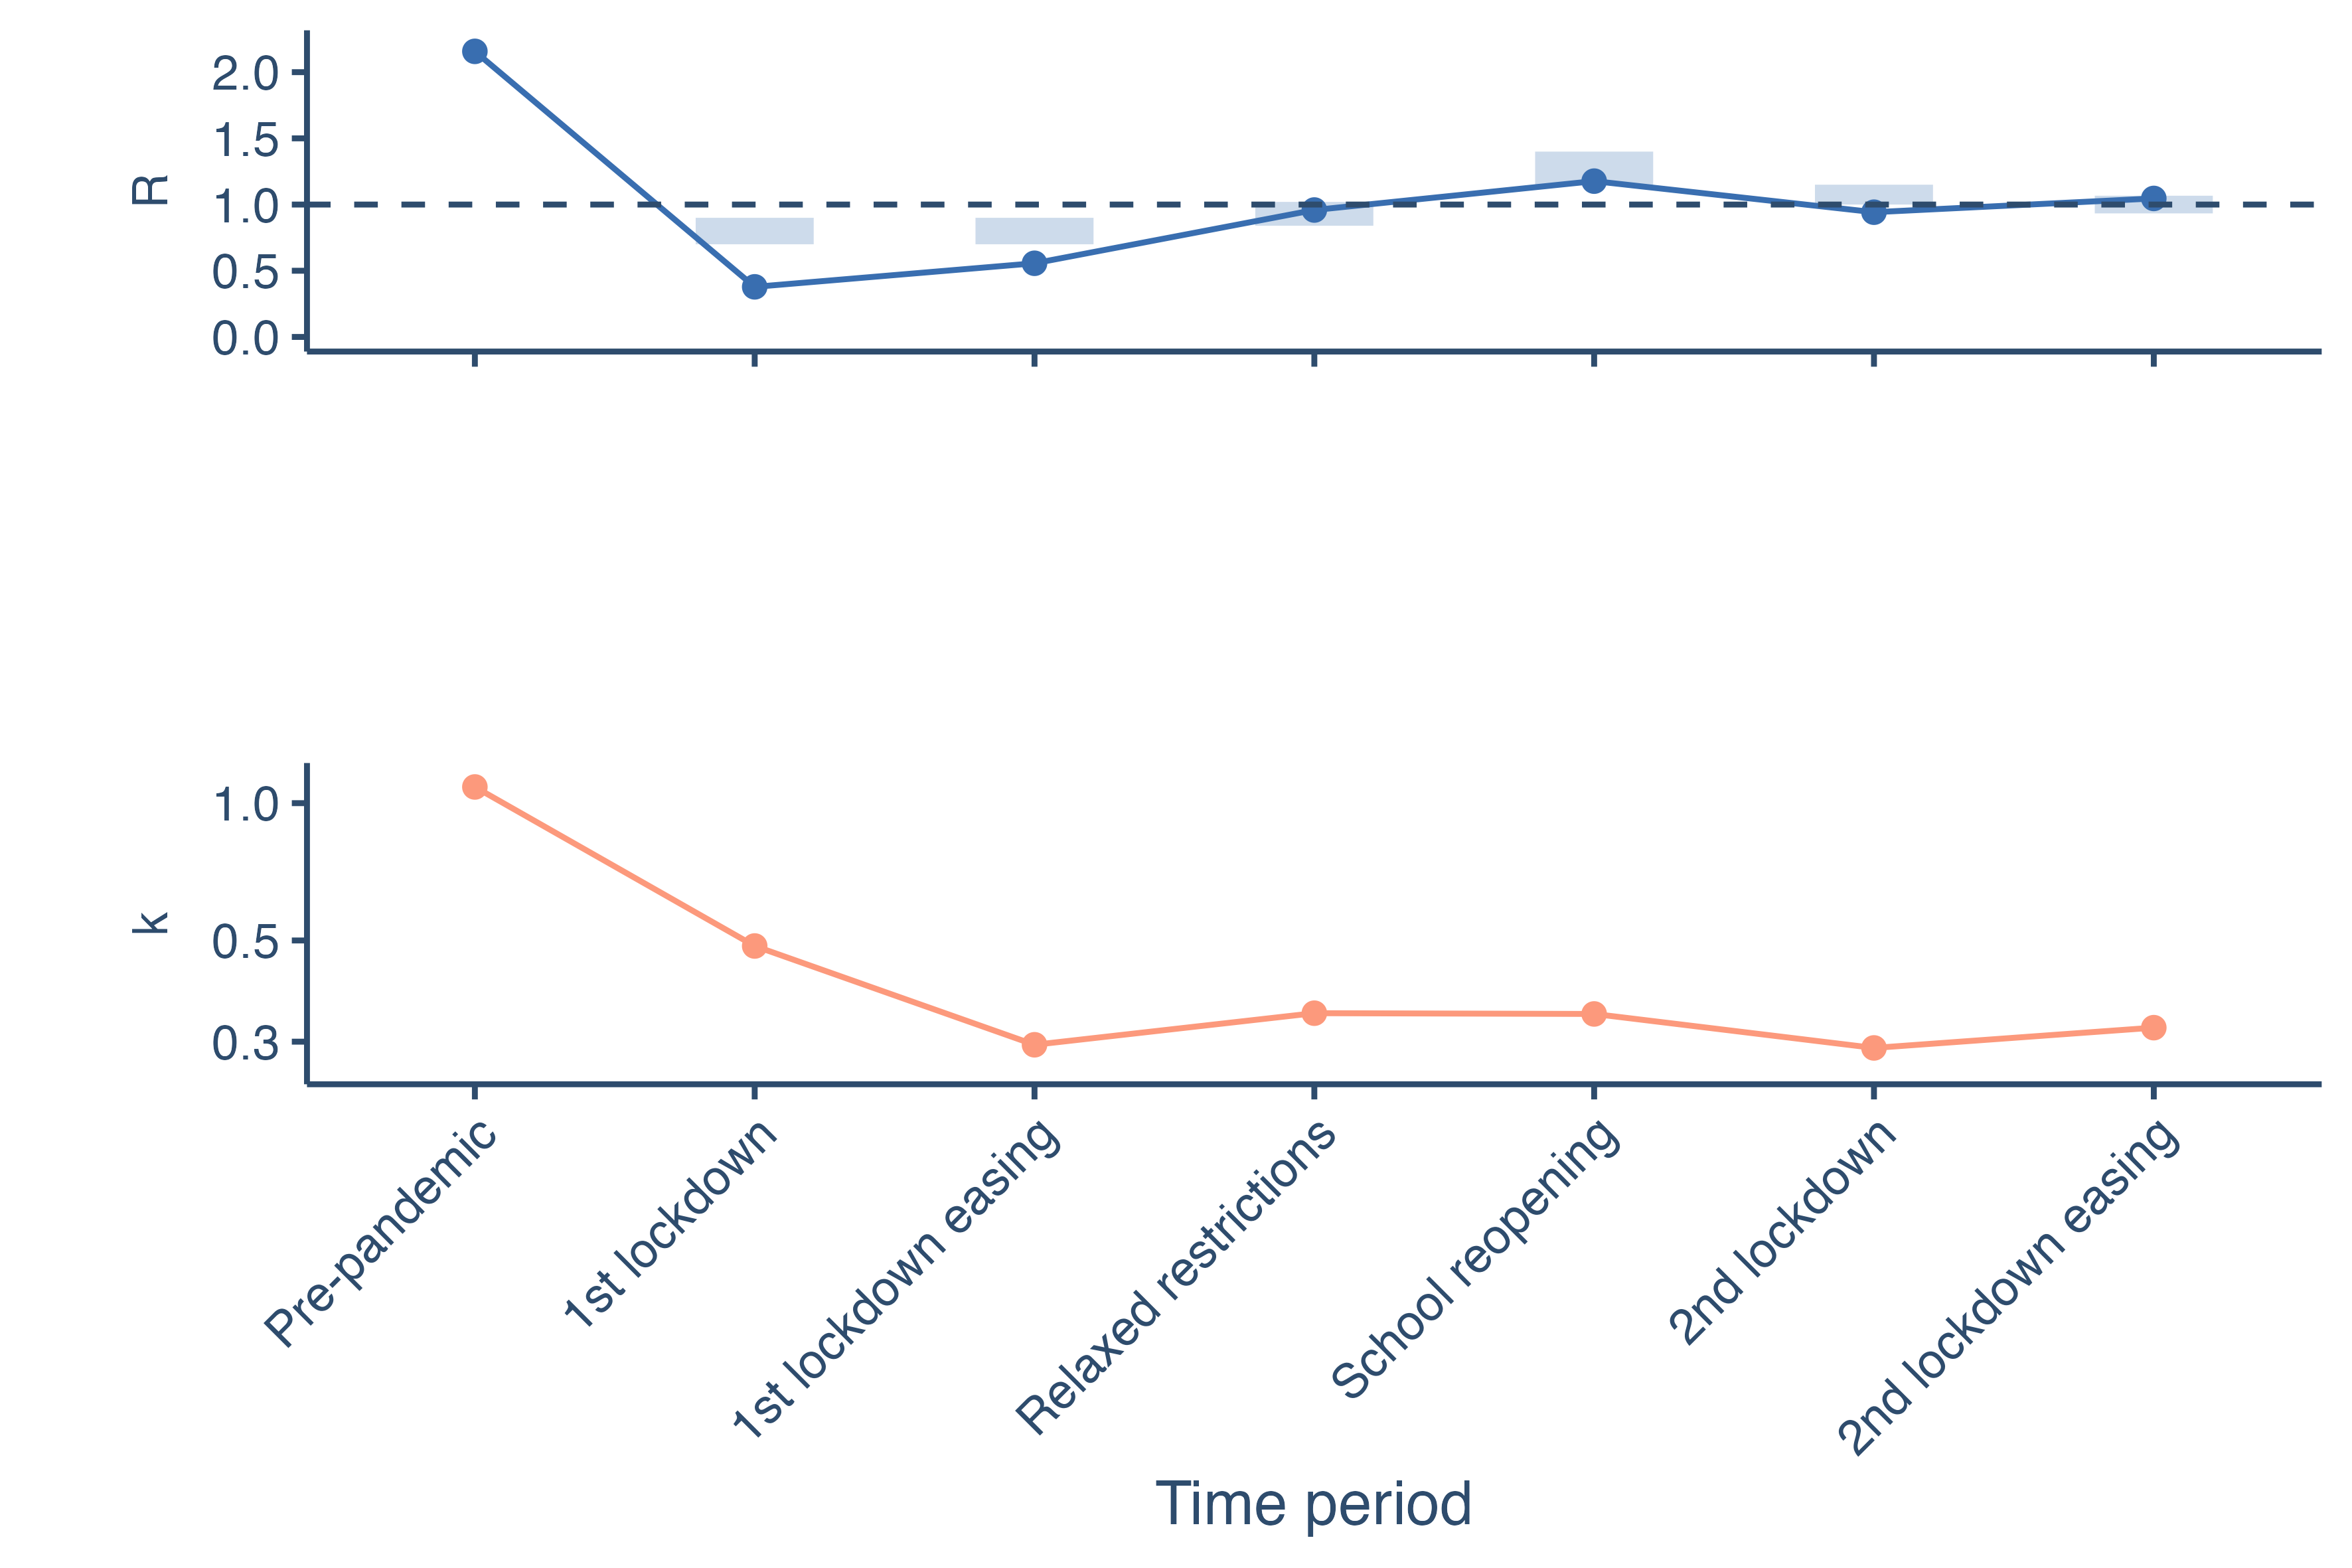 R
2.0
1.5
1.0
0.5
0.0
k
1.0
0.5
0.3
Pre-pandemic
1st lockdown
1st lockdown easing
Relaxed restrictions
School reopening
2nd lockdown
2nd lockdown easing
Time period